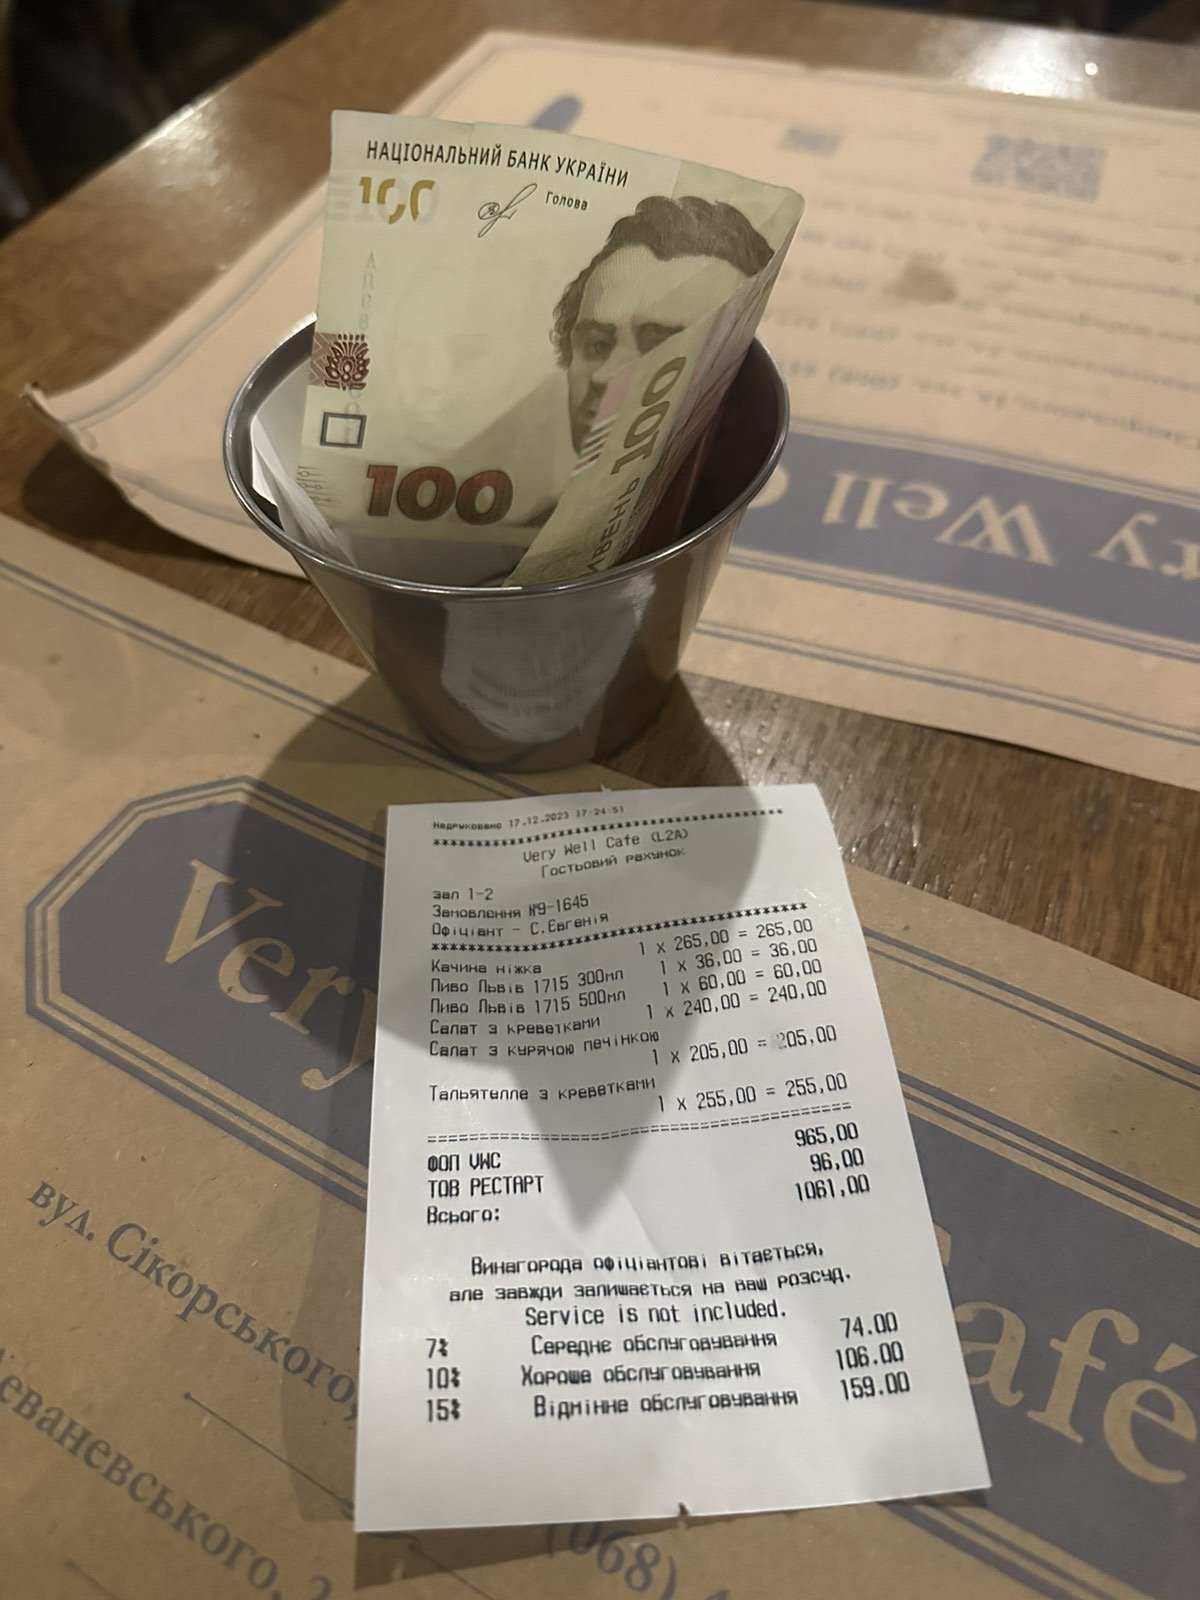 НАЦІОНАЛЬНИЙ БАНК УКРАЇНИ
100
Голова
100
100
ry Well C
Надруковано 17.12.2023 17:24:51
****************************************
Very Well Cafe (L2A)
Гостьовий рахунок
зал 1-2
Замовлення №9-1645
Офіціант - С.Євгенія
****************************************
Качина ніжка 1 x 265,00 = 265,00
Пиво Львів 1715 300мл 1 x 36,00 = 36,00
Пиво Львів 1715 500мл 1 x 60,00 = 60,00
Салат з креветками 1 x 240,00 = 240,00
Салат з курячою печінкою
1 x 205,00 = 205,00
Тальятелле з креветками
1 x 255,00 = 255,00
========================================
ФОП VWC 965,00
ТОВ РЕСТАРТ 96,00
Всього: 1061,00
Винагорода офіціантові вітається,
але завжди залишається на ваш розсуд.
Service is not included.
7% Середнє обслуговування 74.00
10% Хороше обслуговування 106.00
15% Відмінне обслуговування 159.00
Very
afé
вул. Сікорського,
еваневського, 2
(068)